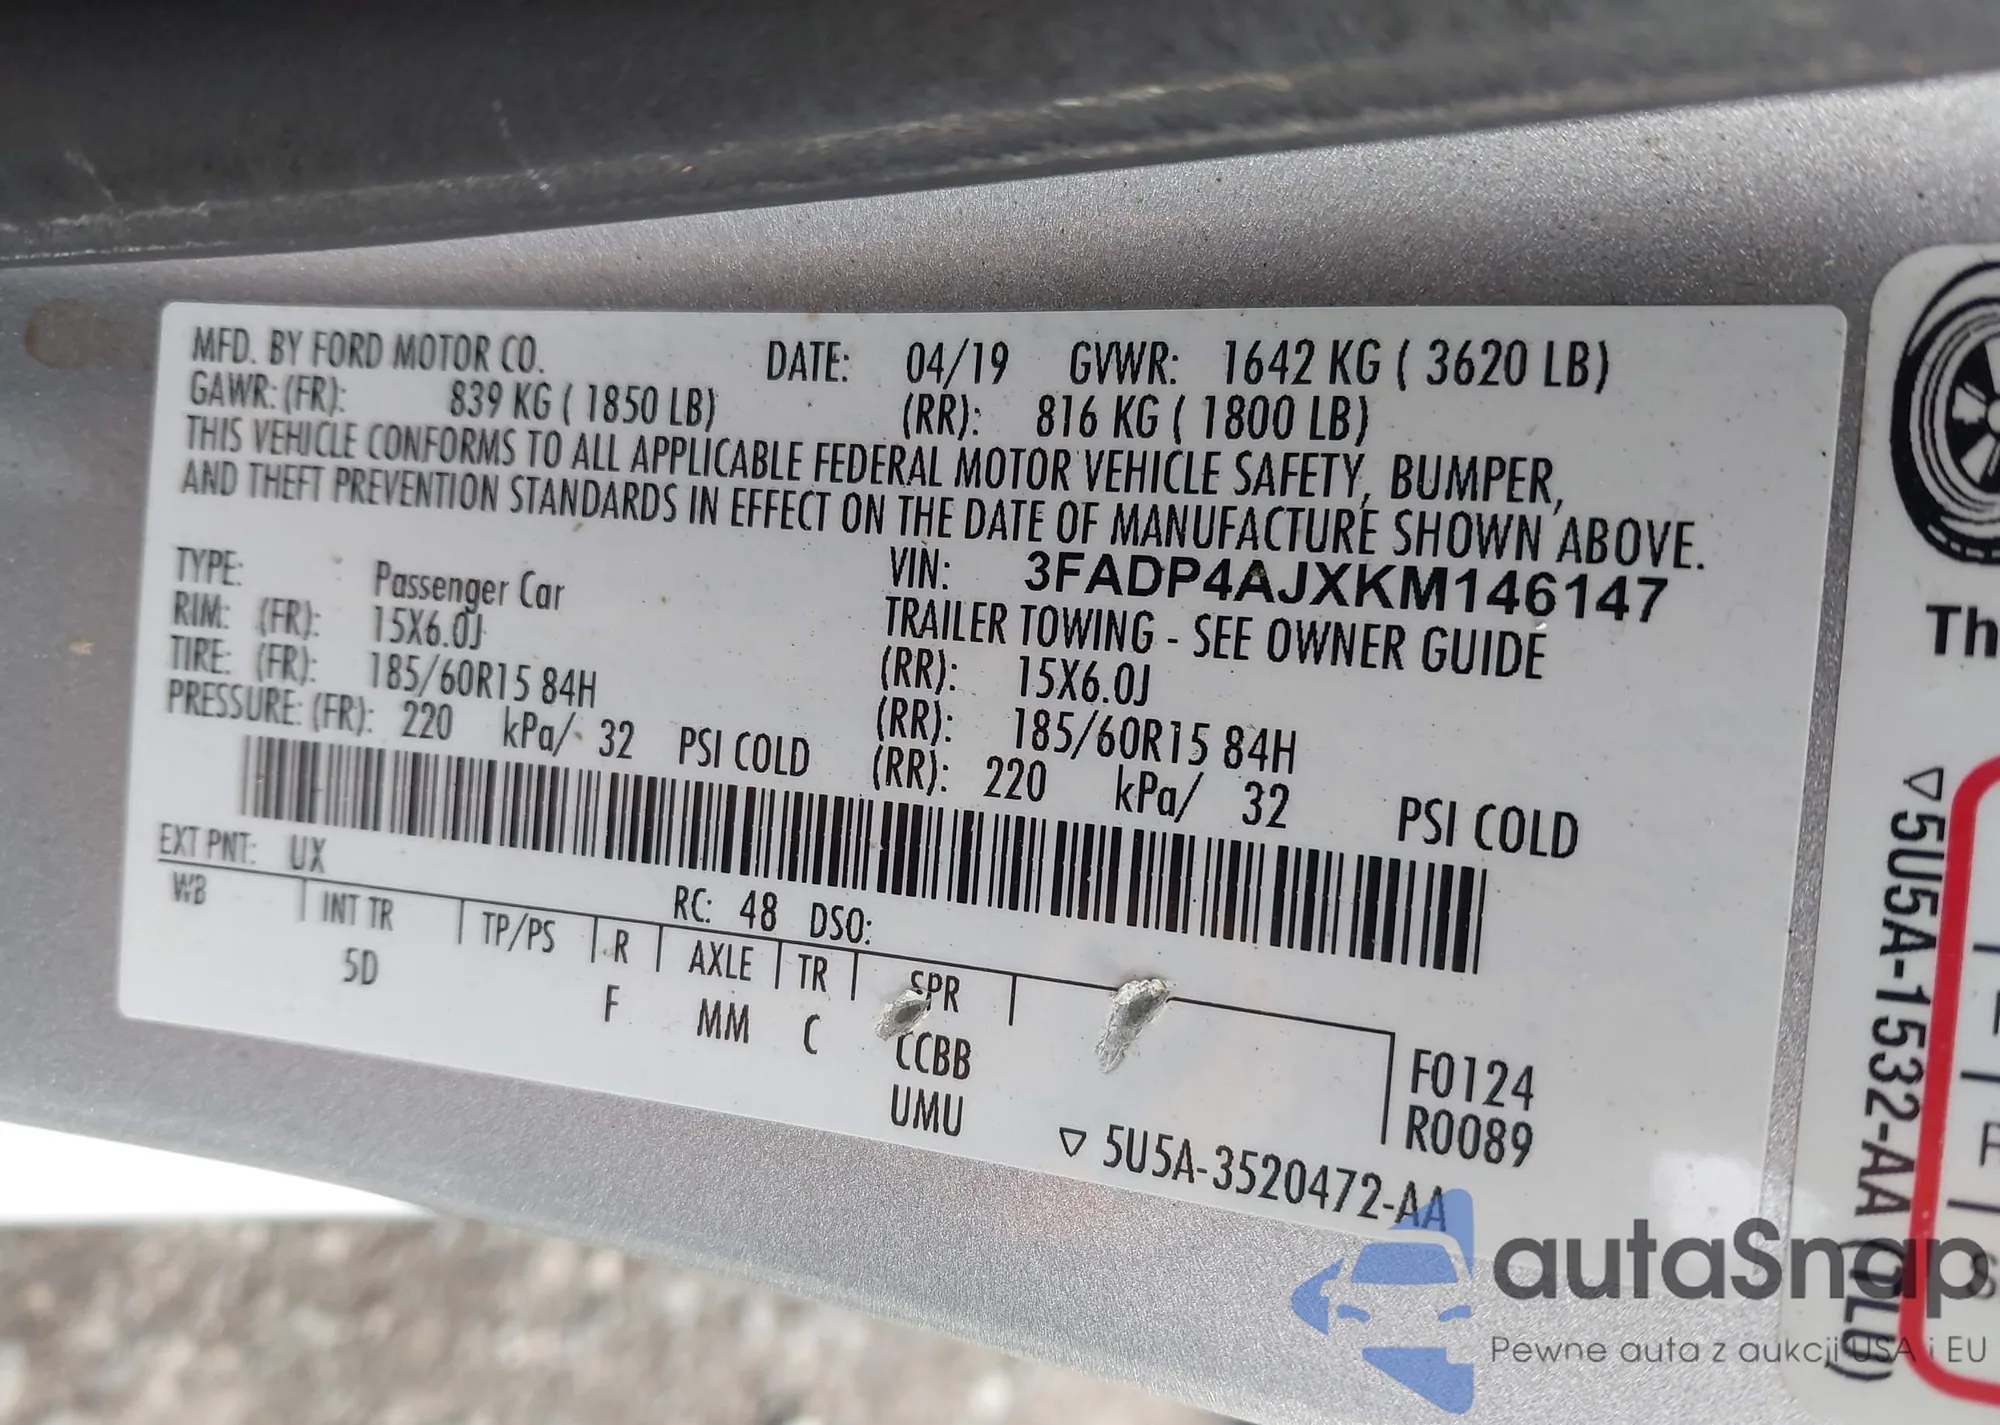 MFD. BY FORD MOTOR CO. DATE: 04/19 GVWR: 1642 KG ( 3620 LB)
GAWR: (FR): 839 KG ( 1850 LB) (RR): 816 KG ( 1800 LB)
THIS VEHICLE CONFORMS TO ALL APPLICABLE FEDERAL MOTOR VEHICLE SAFETY, BUMPER,
AND THEFT PREVENTION STANDARDS IN EFFECT ON THE DATE OF MANUFACTURE SHOWN ABOVE.
VIN: 3FADP4AJXKM146147
TYPE: Passenger Car TRAILER TOWING - SEE OWNER GUIDE
RIM: (FR): 15X6.0J (RR): 15X6.0J
TIRE: (FR): 185/60R15 84H (RR): 185/60R15 84H
PRESSURE: (FR): 220 kPa/ 32 PSI COLD (RR): 220 kPa/ 32 PSI COLD
EXT PNT: UX RC: 48 DSO:
WB INT TR TP/PS R AXLE TR SPR
5D F MM C CCBB
UMU
F0124
R0089
▽ 5U5A-3520472-AA
Th
▽5U5A-1532-AA (LU)
autaSnap
Pewne auta z aukcji USA i EU